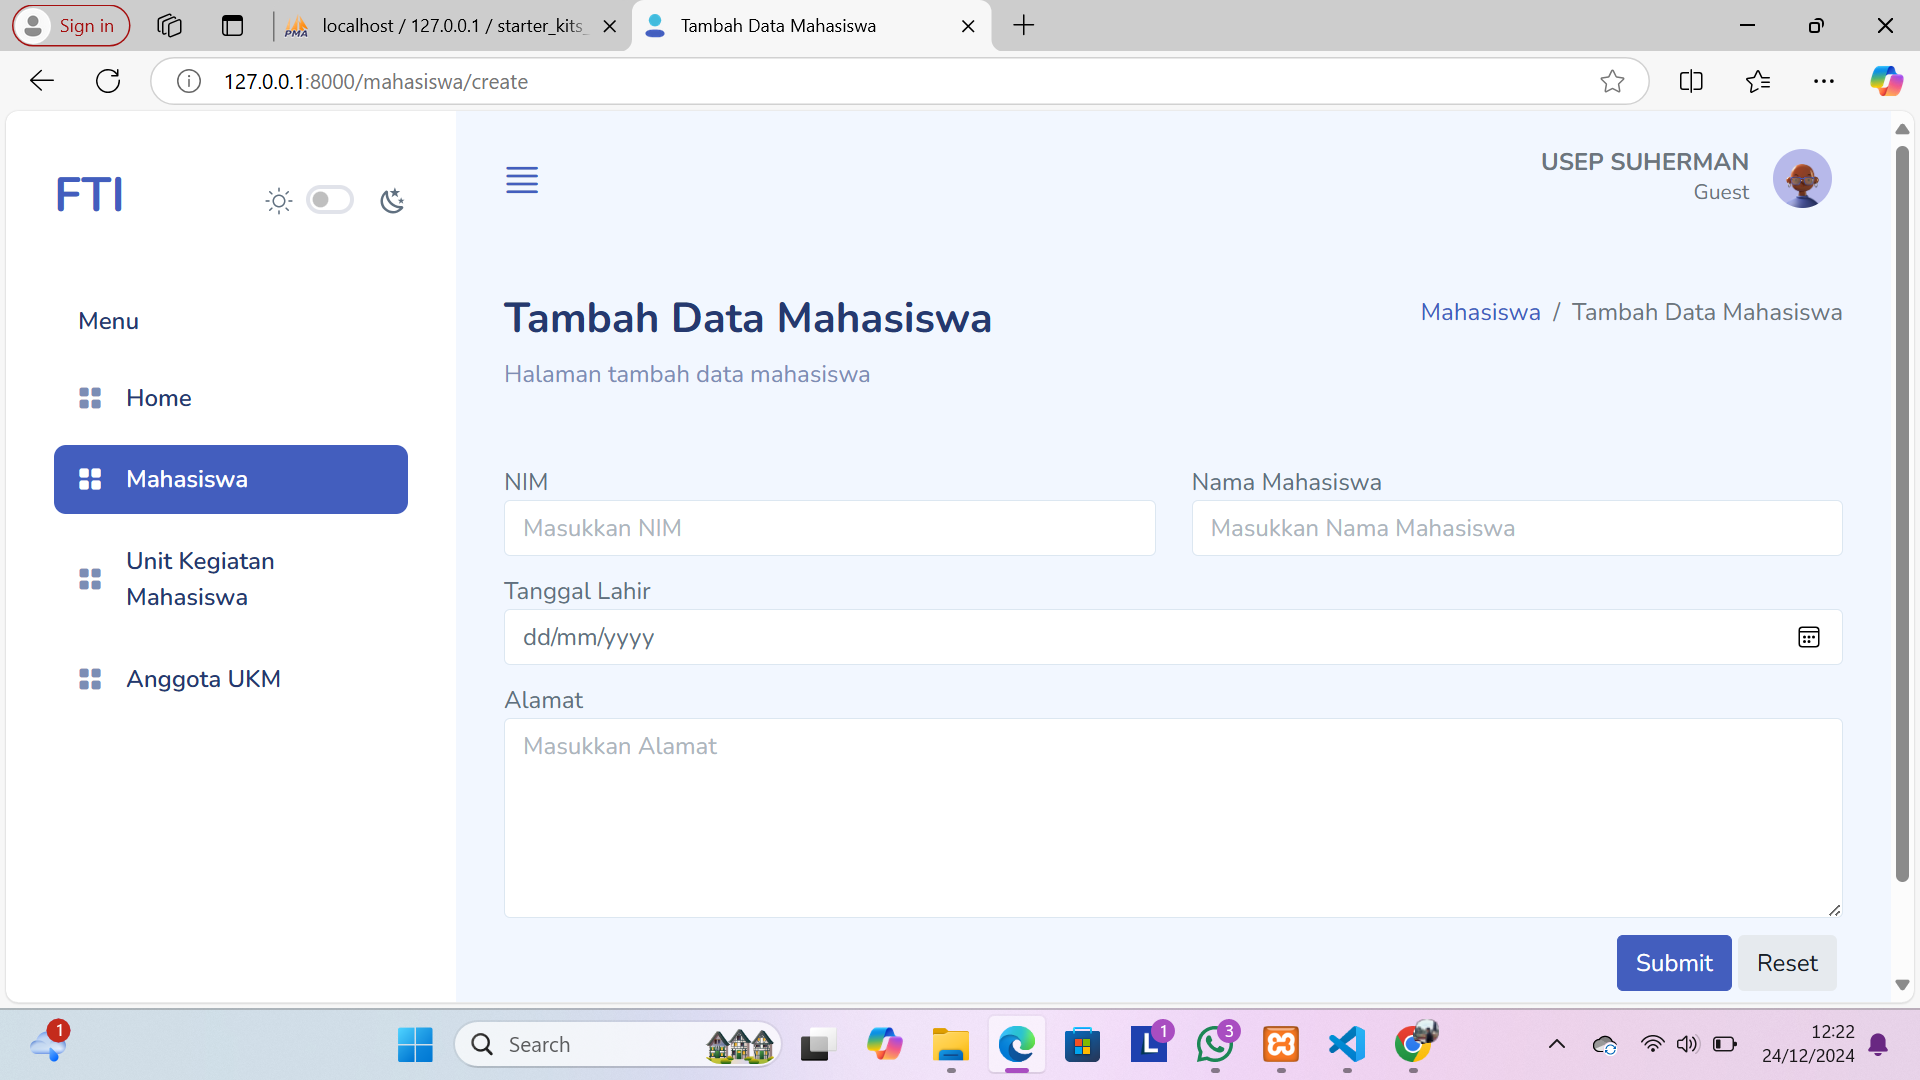 Sign in
localhost / 127.0.0.1 / starter_kits_
Tambah Data Mahasiswa
127.0.0.1:8000/mahasiswa/create
FTI
USEP SUHERMAN
Guest
Menu
Home
Mahasiswa
Unit Kegiatan
Mahasiswa
Anggota UKM
Tambah Data Mahasiswa
Mahasiswa / Tambah Data Mahasiswa
Halaman tambah data mahasiswa
NIM
Masukkan NIM
Nama Mahasiswa
Masukkan Nama Mahasiswa
Tanggal Lahir
dd/mm/yyyy
Alamat
Masukkan Alamat
Submit
Reset
1
Search
L
1
3
12:22
24/12/2024
PMA